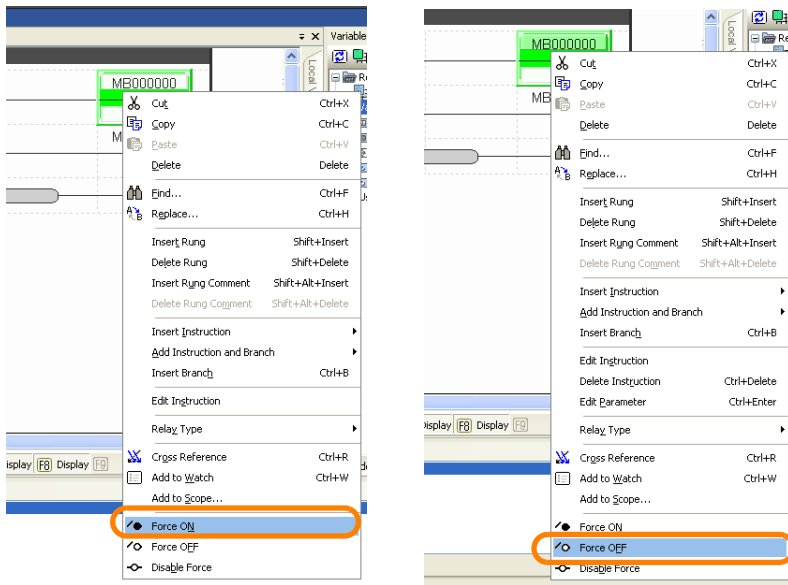 Variable
Local V
Re
MB000000
M
Cut Ctrl+X
Copy Ctrl+C
Paste Ctrl+V
Delete Delete
Find... Ctrl+F
Replace... Ctrl+H
Insert Rung Shift+Insert
Delete Rung Shift+Delete
Insert Rung Comment Shift+Alt+Insert
Delete Rung Comment Shift+Alt+Delete
Insert Instruction
Add Instruction and Branch
Insert Branch Ctrl+B
Edit Instruction
Relay Type
Cross Reference Ctrl+R
Add to Watch Ctrl+W
Add to Scope...
Force ON
Force OFF
Disable Force
isplay F8 Display F9
Local V
Re
MB000000
MB
Cut Ctrl+X
Copy Ctrl+C
Paste Ctrl+V
Delete Delete
Find... Ctrl+F
Replace... Ctrl+H
Insert Rung Shift+Insert
Delete Rung Shift+Delete
Insert Rung Comment Shift+Alt+Insert
Delete Rung Comment Shift+Alt+Delete
Insert Instruction
Add Instruction and Branch
Insert Branch Ctrl+B
Edit Instruction
Delete Instruction Ctrl+Delete
Edit Parameter Ctrl+Enter
Relay Type
Cross Reference Ctrl+R
Add to Watch Ctrl+W
Add to Scope...
Force ON
Force OFF
Disable Force
isplay F8 Display F9